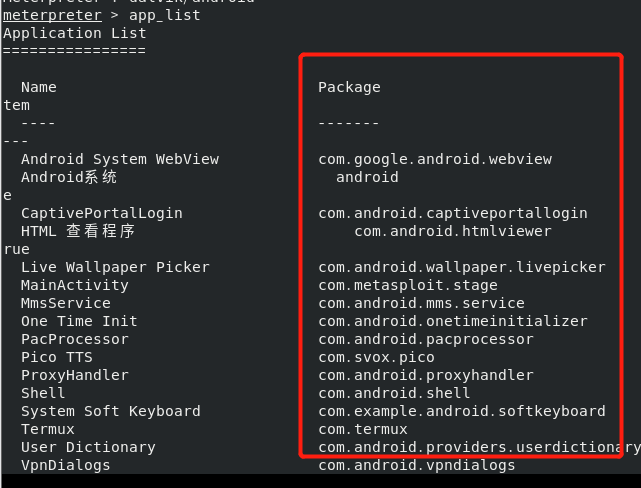 meterpreter > app_list
Application List
================
Name Package
tem
---- -------
---
Android System WebView com.google.android.webview
Android系统 android
e
CaptivePortalLogin com.android.captiveportallogin
HTML 查看程序 com.android.htmlviewer
rue
Live Wallpaper Picker com.android.wallpaper.livepicker
MainActivity com.metasploit.stage
MmsService com.android.mms.service
One Time Init com.android.onetimeinitializer
PacProcessor com.android.pacprocessor
Pico TTS com.svox.pico
ProxyHandler com.android.proxyhandler
Shell com.android.shell
System Soft Keyboard com.example.android.softkeyboard
Termux com.termux
User Dictionary com.android.providers.userdictionary
VpnDialogs com.android.vpndialogs